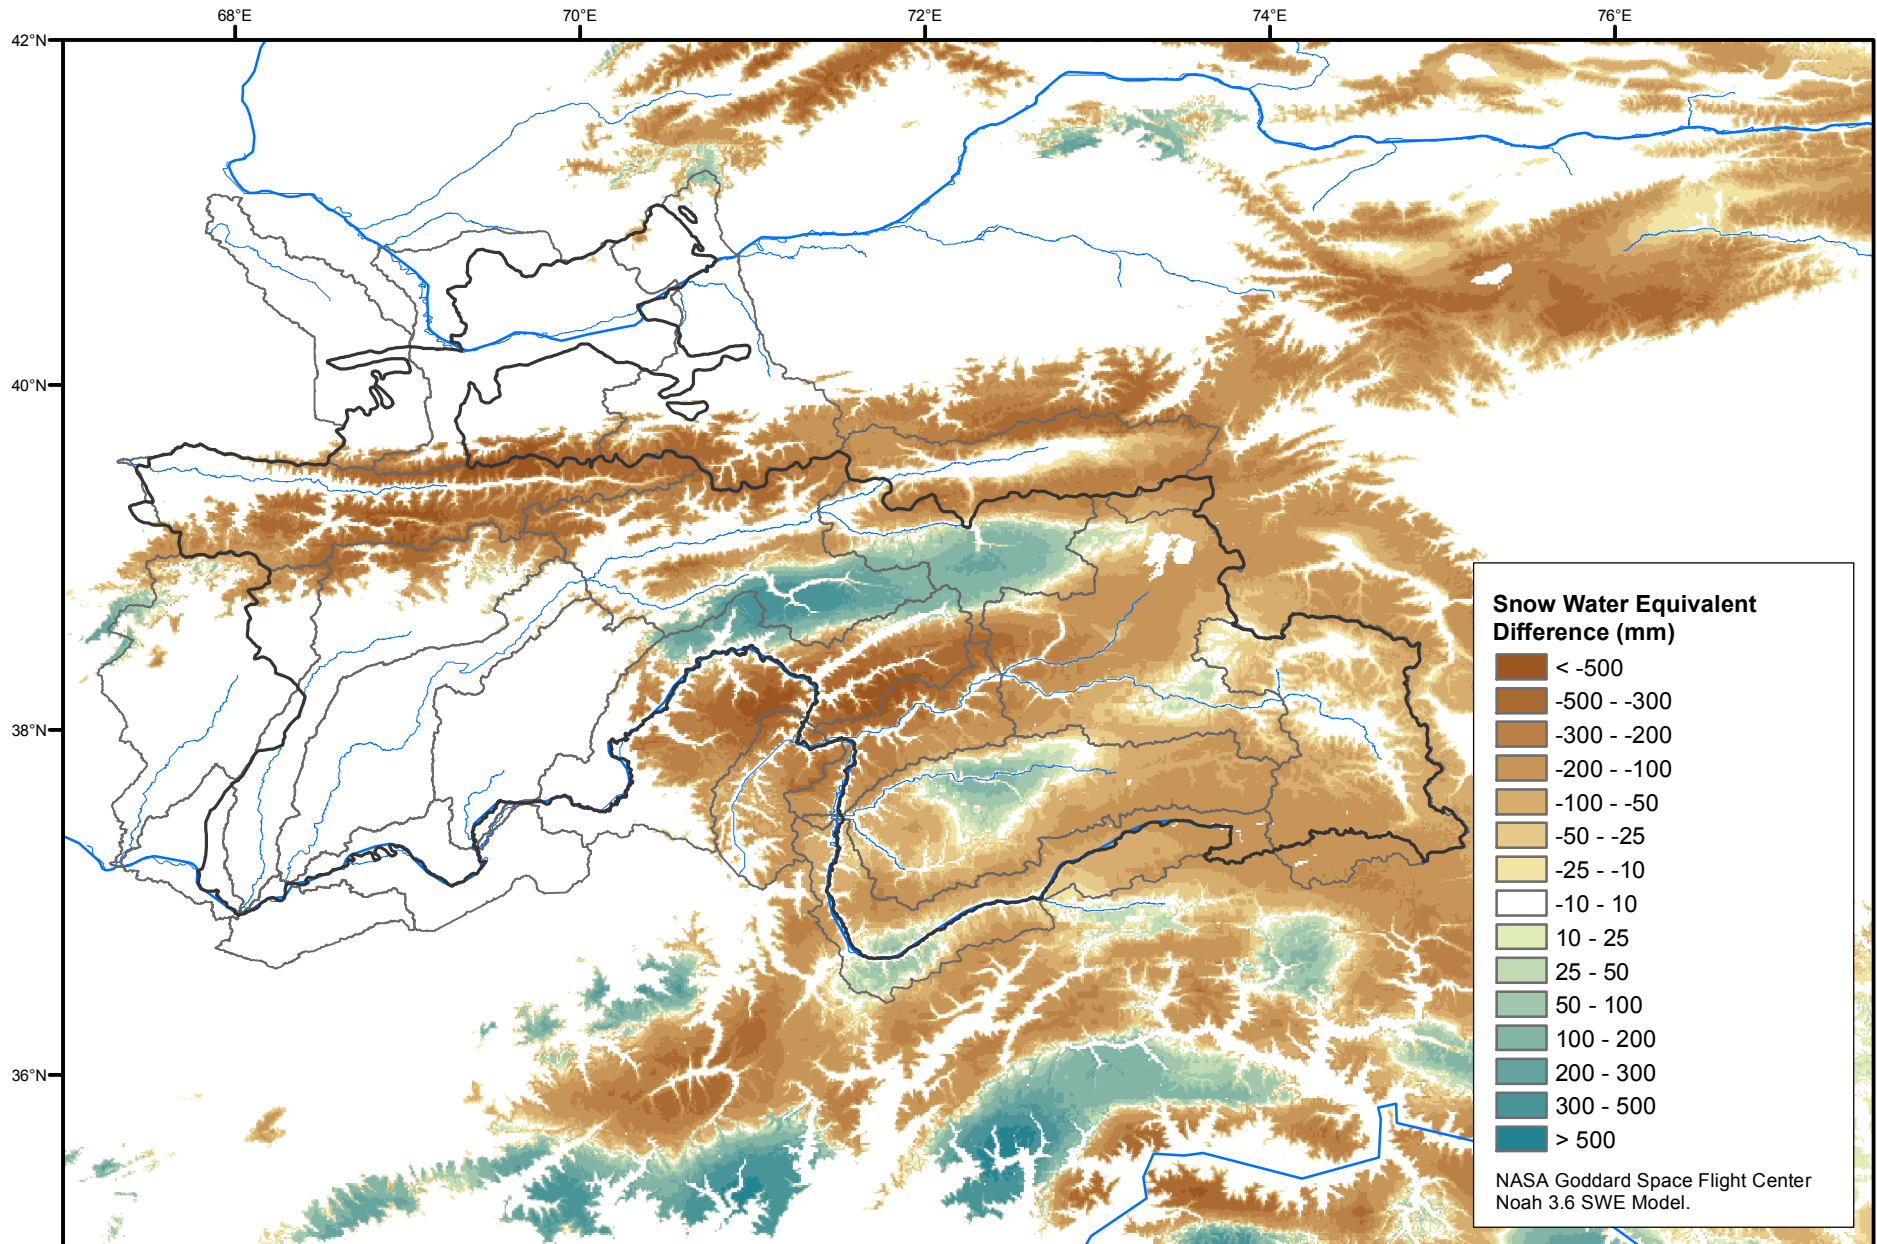 68°E 70°E 72°E 74°E 76°E
42°N
40°N
38°N
36°N
Snow Water Equivalent
Difference (mm)
< -500
-500 - -300
-300 - -200
-200 - -100
-100 - -50
-50 - -25
-25 - -10
-10 - 10
10 - 25
25 - 50
50 - 100
100 - 200
200 - 300
300 - 500
> 500
NASA Goddard Space Flight Center
Noah 3.6 SWE Model.